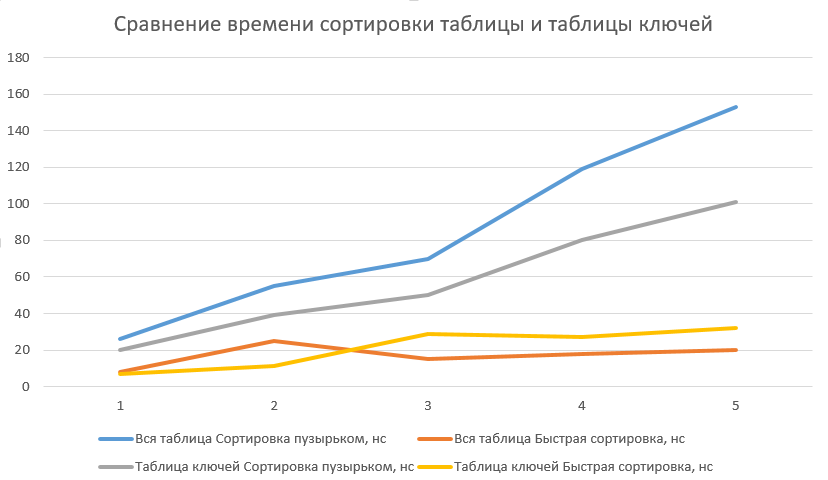 Сравнение времени сортировки таблицы и таблицы ключей
180
160
140
120
100
80
60
40
20
0
1 2 3 4 5
Вся таблица Сортировка пузырьком, нс Вся таблица Быстрая сортировка, нс
Таблица ключей Сортировка пузырьком, нс Таблица ключей Быстрая сортировка, нс